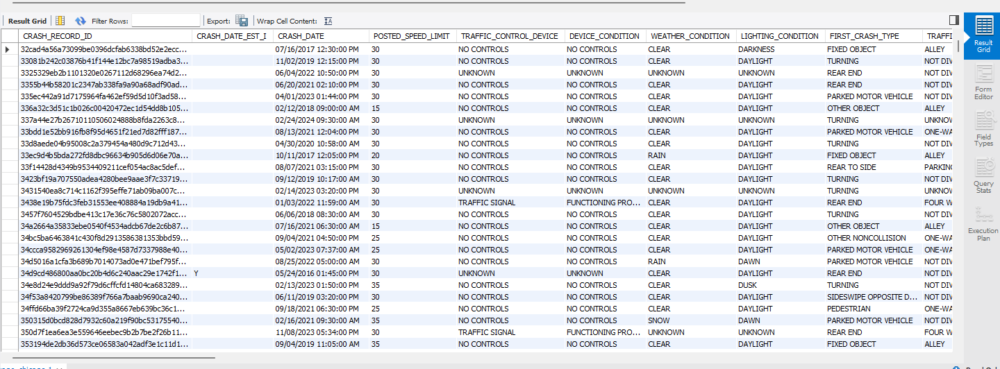 Result Grid Filter Rows: Export: Wrap Cell Content:
CRASH_RECORD_ID CRASH_DATE_EST_I CRASH_DATE POSTED_SPEED_LIMIT TRAFFIC_CONTROL_DEVICE DEVICE_CONDITION WEATHER_CONDITION LIGHTING_CONDITION FIRST_CRASH_TYPE TRAFFI
32cad4a56a73099be0396dcfab6338bd52e2ecc... 07/16/2017 12:30:00 PM 30 NO CONTROLS NO CONTROLS CLEAR DARKNESS FIXED OBJECT ALLEY
33081b242c03876b41f144e12bc7a98519adba3... 11/02/2019 12:15:00 PM 30 NO CONTROLS NO CONTROLS CLEAR DAYLIGHT TURNING NOT DIV
3325329eb2b1101320e0267112d68296ea74d2... 06/04/2022 10:50:00 PM 30 UNKNOWN UNKNOWN UNKNOWN UNKNOWN REAR END NOT DIV
3355b44b58201c2347ab338fa9a90a68adf90ad... 06/20/2021 02:10:00 PM 30 NO CONTROLS NO CONTROLS CLEAR DAYLIGHT REAR END NOT DIV
335ec442a91d7175964fa462ef59d5d10f3ad58... 04/01/2023 01:44:00 PM 30 NO CONTROLS NO CONTROLS CLEAR DAYLIGHT PARKED MOTOR VEHICLE NOT DIV
336a32c3d51c1b026c00420472ec1d54dd8b105... 02/12/2018 09:00:00 AM 15 NO CONTROLS NO CONTROLS CLEAR DAYLIGHT OTHER OBJECT ALLEY
337a44e27b26710110506024888b8fda2263c8... 02/24/2024 09:30:00 AM 30 UNKNOWN UNKNOWN UNKNOWN UNKNOWN TURNING UNKNOW
33bdd1e52bb916fb8f95d4651f21ed7d82fff187... 08/13/2021 12:04:00 PM 30 NO CONTROLS NO CONTROLS CLEAR DAYLIGHT PARKED MOTOR VEHICLE ONE-WA
33d8aede04b95008c2a379454a480d9c712d43... 04/30/2020 10:58:00 AM 30 NO CONTROLS NO CONTROLS CLEAR DAYLIGHT TURNING NOT DIV
33ec9d4b5bda272fd8dbc96634b905d6d06e70a... 10/11/2017 12:05:00 PM 20 NO CONTROLS NO CONTROLS RAIN DAYLIGHT FIXED OBJECT ALLEY
33f14428d4349b9534409211cef054ac8ac5def... 08/07/2021 03:15:00 PM 30 NO CONTROLS NO CONTROLS CLEAR DAYLIGHT REAR TO SIDE PARKING
3423bf19a707550adea4280bee9aae3f7c33719... 09/12/2019 10:17:00 AM 30 NO CONTROLS NO CONTROLS CLEAR DAYLIGHT TURNING NOT DIV
3431540ea8c714c1162f395effe71ab09ba007c... 02/14/2023 03:20:00 PM 30 UNKNOWN UNKNOWN UNKNOWN UNKNOWN TURNING UNKNOW
3438e19b75fdc3feb31553ee408884a19db9a41... 01/03/2022 11:59:00 AM 30 TRAFFIC SIGNAL FUNCTIONING PRO... CLEAR DAYLIGHT REAR END FOUR W
3457f7604529bdbe413c17e36c76c5802072acc... 06/06/2018 08:30:00 AM 30 NO CONTROLS NO CONTROLS CLEAR DAYLIGHT TURNING NOT DIV
34a2664a35833ebe0540f4534adcb67de2c6b87... 07/16/2021 06:30:00 AM 15 NO CONTROLS NO CONTROLS CLEAR DAYLIGHT OTHER OBJECT ALLEY
34bc5ba6463841c430f8d2913586381353bbd59... 09/04/2021 04:50:00 PM 25 NO CONTROLS NO CONTROLS CLEAR DAYLIGHT OTHER NONCOLLISION ONE-WA
34ccca9582969261304ef98e4587d7337988e40... 05/02/2023 07:37:00 AM 25 NO CONTROLS NO CONTROLS CLEAR DAYLIGHT PARKED MOTOR VEHICLE ONE-WA
34d5016a1cfa3b689b7014073ad0e471bef795f... 08/25/2022 05:00:00 AM 30 NO CONTROLS NO CONTROLS RAIN DAWN PARKED MOTOR VEHICLE NOT DIV
34d9cd486800aa0bc20b4d6c240aac29e1742f1... Y 05/24/2016 01:45:00 PM 30 UNKNOWN UNKNOWN CLEAR DAYLIGHT REAR END NOT DIV
34e8d24e9ddd9a92f79d6cffcfd14804ca683289... 02/13/2023 01:50:00 PM 35 NO CONTROLS NO CONTROLS CLEAR DUSK TURNING NOT DIV
34f53a8420799be86389f766a7baab9690ca240... 06/11/2019 03:20:00 PM 30 NO CONTROLS NO CONTROLS CLEAR DAYLIGHT SIDESWIPE OPPOSITE D... NOT DIV
34ffd66ba39f2724ca9d355a8667eb639bc36c1... 09/18/2021 06:30:00 PM 25 NO CONTROLS NO CONTROLS CLEAR DAYLIGHT PEDESTRIAN ONE-WA
350315d0bcd828d7932c60a219f90bc53175540... 02/16/2021 09:30:00 AM 35 NO CONTROLS NO CONTROLS SNOW DAWN PARKED MOTOR VEHICLE NOT DIV
350d7f1ea6ea3e559646eebec9b2b7be2f26b11... 11/08/2023 05:34:00 PM 30 TRAFFIC SIGNAL FUNCTIONING PRO... UNKNOWN UNKNOWN REAR END FOUR W
353194de2db36d573ce06583a042adf3e1c11d1... 09/04/2019 11:05:00 AM 35 NO CONTROLS NO CONTROLS CLEAR DAYLIGHT FIXED OBJECT ALLEY
Result
Grid
Form
Editor
Field
Types
Query
Stats
Execution
Plan